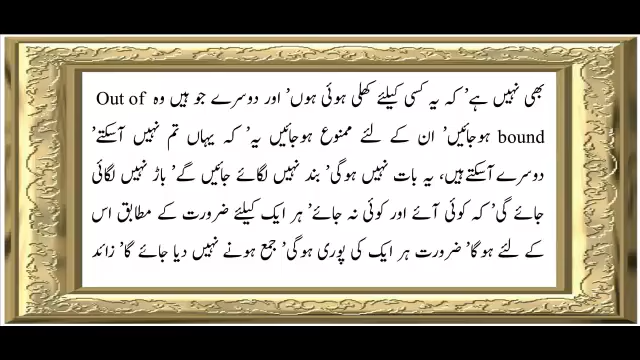 بھی نہیں ہے’ کہ یہ کسی کیلئے کھلی ہوئی ہوں’ اور دوسرے جو ہیں وہ Out of
bound ہوجائیں’ ان کے لئے ممنوع ہوجائیں یہ’ کہ یہاں تم نہیں آسکتے’
دوسرے آسکتے ہیں، یہ بات نہیں ہوگی’ بند نہیں لگائے جائیں گے’ باڑ نہیں لگائی
جائے گی’ کہ کوئی آئے اور کوئی نہ جائے’ ہر ایک کیلئے ضرورت کے مطابق اس
کے لئے ہوگا’ ضرورت ہر ایک کی پوری ہوگی’ جمع ہونے نہیں دیا جائے گا’ زائد